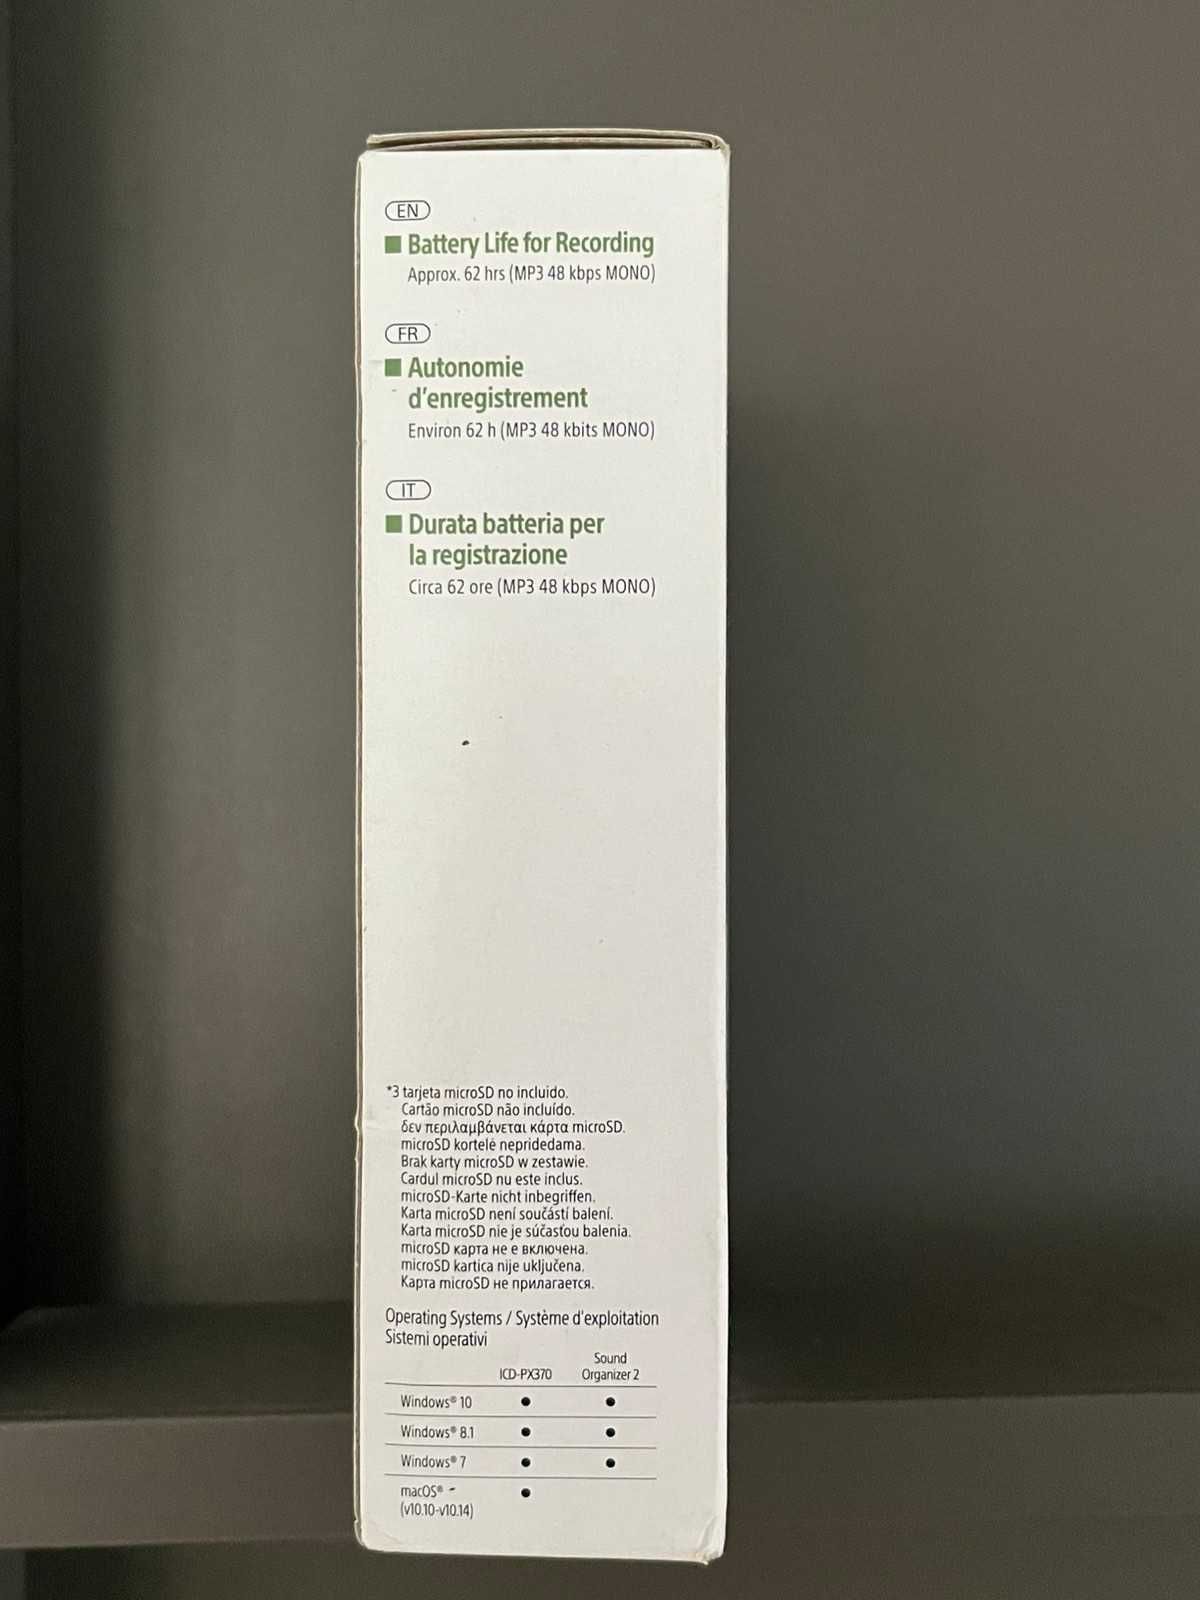 EN
■ Battery Life for Recording
Approx. 62 hrs (MP3 48 kbps MONO)
FR
■ Autonomie
d'enregistrement
Environ 62 h (MP3 48 kbits MONO)
IT
■ Durata batteria per
la registrazione
Circa 62 ore (MP3 48 kbps MONO)
*3 tarjeta microSD no incluido.
Cartão microSD não incluído.
δεν περιλαμβάνεται κάρτα microSD.
microSD kortelė nepridedama.
Brak karty microSD w zestawie.
Cardul microSD nu este inclus.
microSD-Karte nicht inbegriffen.
Karta microSD není součástí balení.
Karta microSD nie je súčasťou balenia.
microSD карта не е включена.
microSD kartica nije uključena.
Карта microSD не прилагается.
Operating Systems / Système d'exploitation
Sistemi operativi
Sound
ICD-PX370 Organizer 2
Windows® 10 ● ●
Windows® 8.1 ● ●
Windows® 7 ● ●
macOS® ●
(v10.10-v10.14)